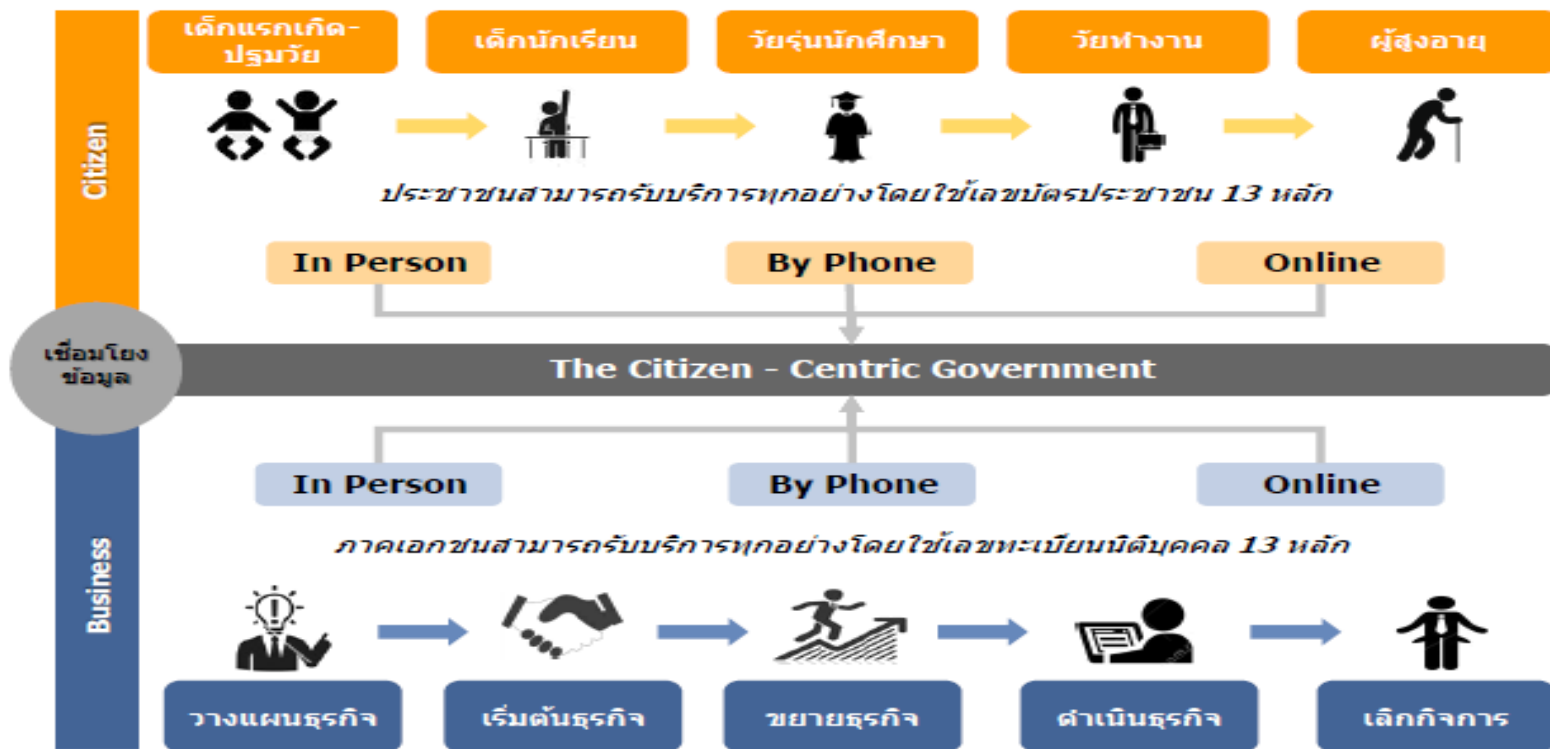 เด็กแรกเกิด-
ปฐมวัย
เด็กนักเรียน
วัยรุ่นนักศึกษา
วัยทำงาน
ผู้สูงอายุ
Citizen
ประชาชนสามารถรับบริการทุกอย่างโดยใช้เลขบัตรประชาชน 13 หลัก
In Person
By Phone
Online
เชื่อมโยง
ข้อมูล
The Citizen - Centric Government
In Person
By Phone
Online
ภาคเอกชนสามารถรับบริการทุกอย่างโดยใช้เลขทะเบียนนิติบุคคล 13 หลัก
Business
วางแผนธุรกิจ
เริ่มต้นธุรกิจ
ขยายธุรกิจ
ดำเนินธุรกิจ
เลิกกิจการ